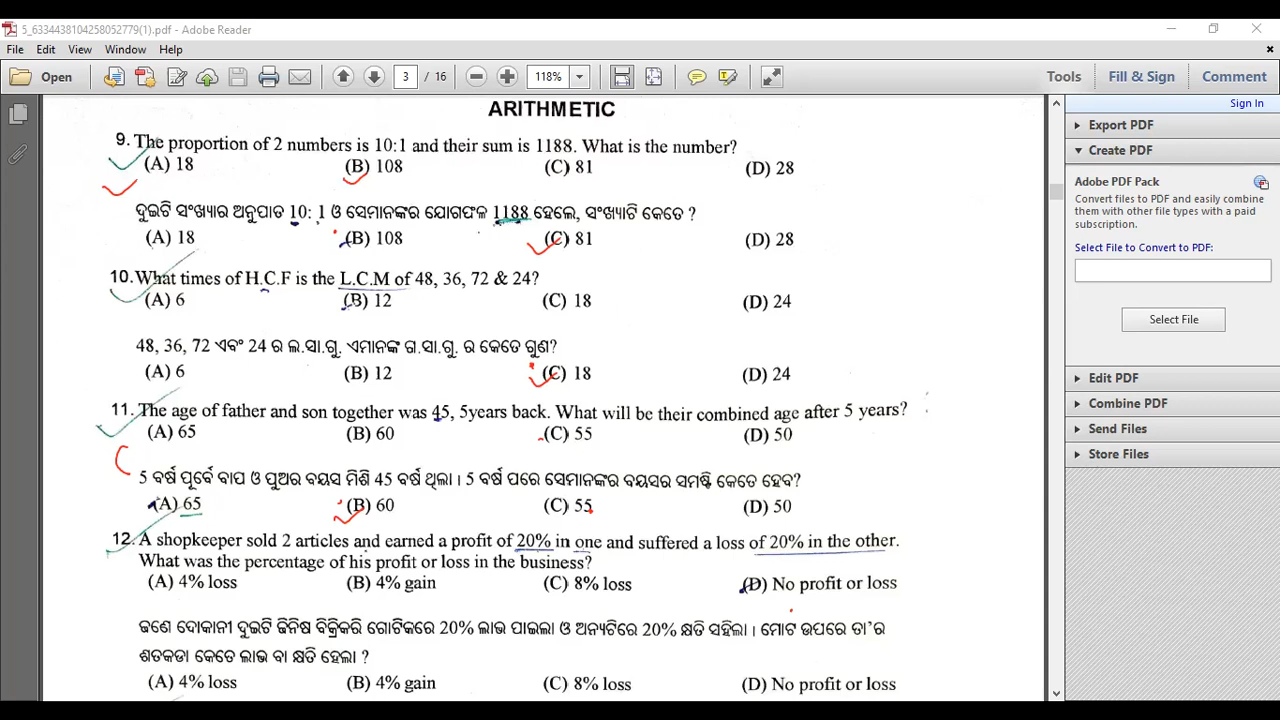 5_6334438104258052779(1).pdf - Adobe Reader
File Edit View Window Help
Open 3 / 16 118% Tools Fill & Sign Comment
Sign In
Export PDF
Create PDF
Adobe PDF Pack
Convert files to PDF and easily combine them with other file types with a paid subscription.
Select File to Convert to PDF:
Select File
Edit PDF
Combine PDF
Send Files
Store Files
ARITHMETIC
9. The proportion of 2 numbers is 10:1 and their sum is 1188. What is the number?
(A) 18 (B) 108 (C) 81 (D) 28
ଦୁଇଟି ସଂଖ୍ୟାର ଅନୁପାତ 10: 1 ଓ ସେମାନଙ୍କର ଯୋଗଫଳ 1188 ହେଲେ, ସଂଖ୍ୟାଟି କେତେ ?
(A) 18 (B) 108 (C) 81 (D) 28
10. What times of H.C.F is the L.C.M of 48, 36, 72 & 24?
(A) 6 (B) 12 (C) 18 (D) 24
48, 36, 72 ଏବଂ 24 ର ଲ.ସା.ଗୁ. ଏମାନଙ୍କ ଗ.ସା.ଗୁ. ର କେତେ ଗୁଣ?
(A) 6 (B) 12 (C) 18 (D) 24
11. The age of father and son together was 45, 5years back. What will be their combined age after 5 years?
(A) 65 (B) 60 (C) 55 (D) 50
5 ବର୍ଷ ପୂର୍ବେ ବାପ ଓ ପୁଅର ବୟସ ମିଶି 45 ବର୍ଷ ଥିଲା । 5 ବର୍ଷ ପରେ ସେମାନଙ୍କର ବୟସର ସମଷ୍ଟି କେତେ ହେବ?
(A) 65 (B) 60 (C) 55 (D) 50
12. A shopkeeper sold 2 articles and earned a profit of 20% in one and suffered a loss of 20% in the other.
What was the percentage of his profit or loss in the business?
(A) 4% loss (B) 4% gain (C) 8% loss (D) No profit or loss
ଜଣେ ଦୋକାନୀ ଦୁଇଟି ଜିନିଷ ବିକ୍ରିକରି ଗୋଟିକରେ 20% ଲାଭ ପାଇଲା ଓ ଅନ୍ୟଟିରେ 20% କ୍ଷତି ସହିଲା । ମୋଟ ଉପରେ ତା'ର
ଶତକଡା କେତେ ଲାଭ ବା କ୍ଷତି ହେଲା ?
(A) 4% loss (B) 4% gain (C) 8% loss (D) No profit or loss